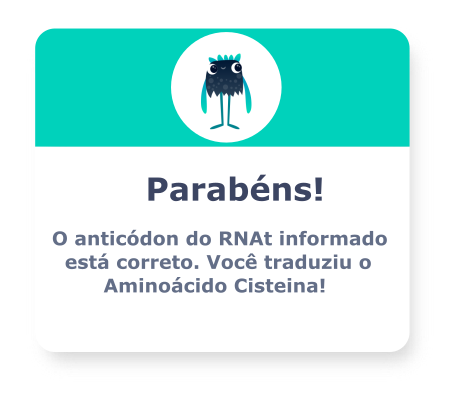 Parabéns!
O anticódon do RNAt informado
está correto. Você traduziu o
Aminoácido Cisteina!